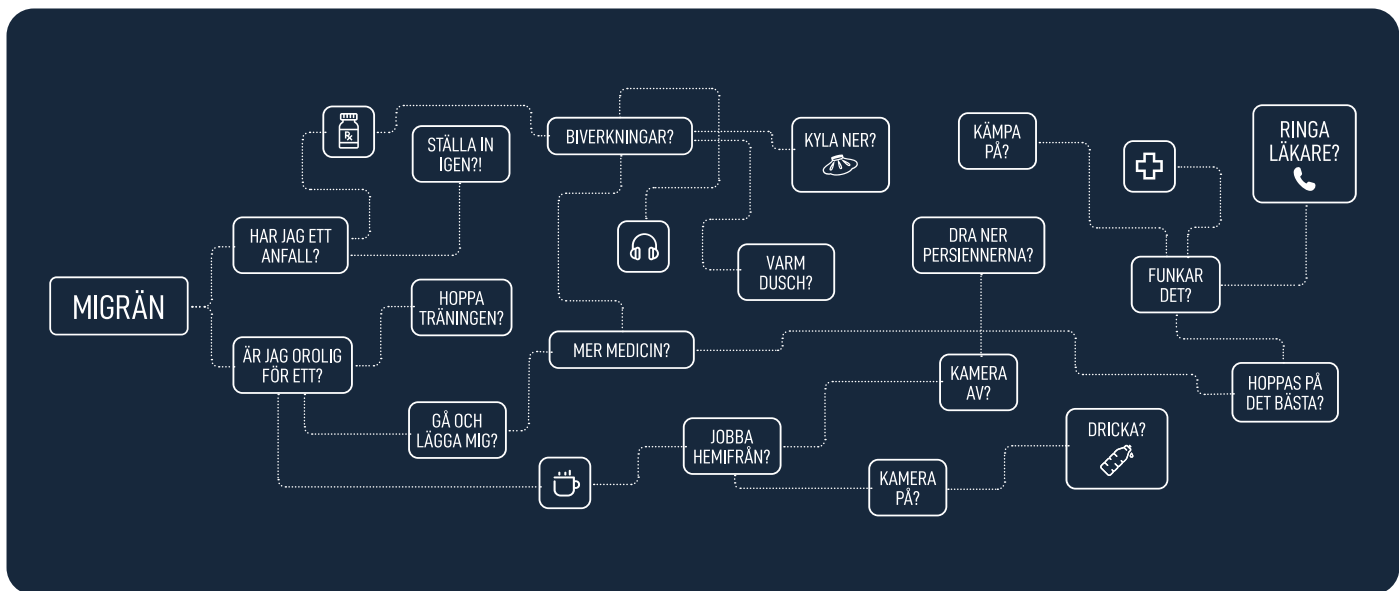 MIGRÄN
HAR JAG ETT
ANFALL?
ÄR JAG OROLIG
FÖR ETT?
Rx
STÄLLA IN
IGEN?!
HOPPA
TRÄNINGEN?
GÅ OCH
LÄGGA MIG?
BIVERKNINGAR?
MER MEDICIN?
KYLA NER?
VARM
DUSCH?
JOBBA
HEMIFRÅN?
KÄMPA
PÅ?
DRA NER
PERSIENNERNA?
KAMERA
AV?
KAMERA
PÅ?
DRICKA?
RINGA
LÄKARE?
FUNKAR
DET?
HOPPAS PÅ
DET BÄSTA?